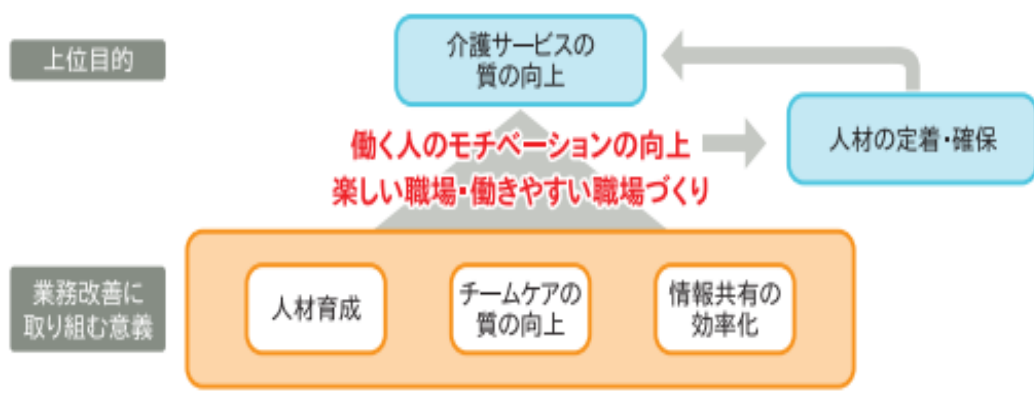 上位目的
介護サービスの
質の向上
働く人のモチベーションの向上
楽しい職場・働きやすい職場づくり
人材の定着・確保
業務改善に
取り組む意義
人材育成
チームケアの
質の向上
情報共有の
効率化